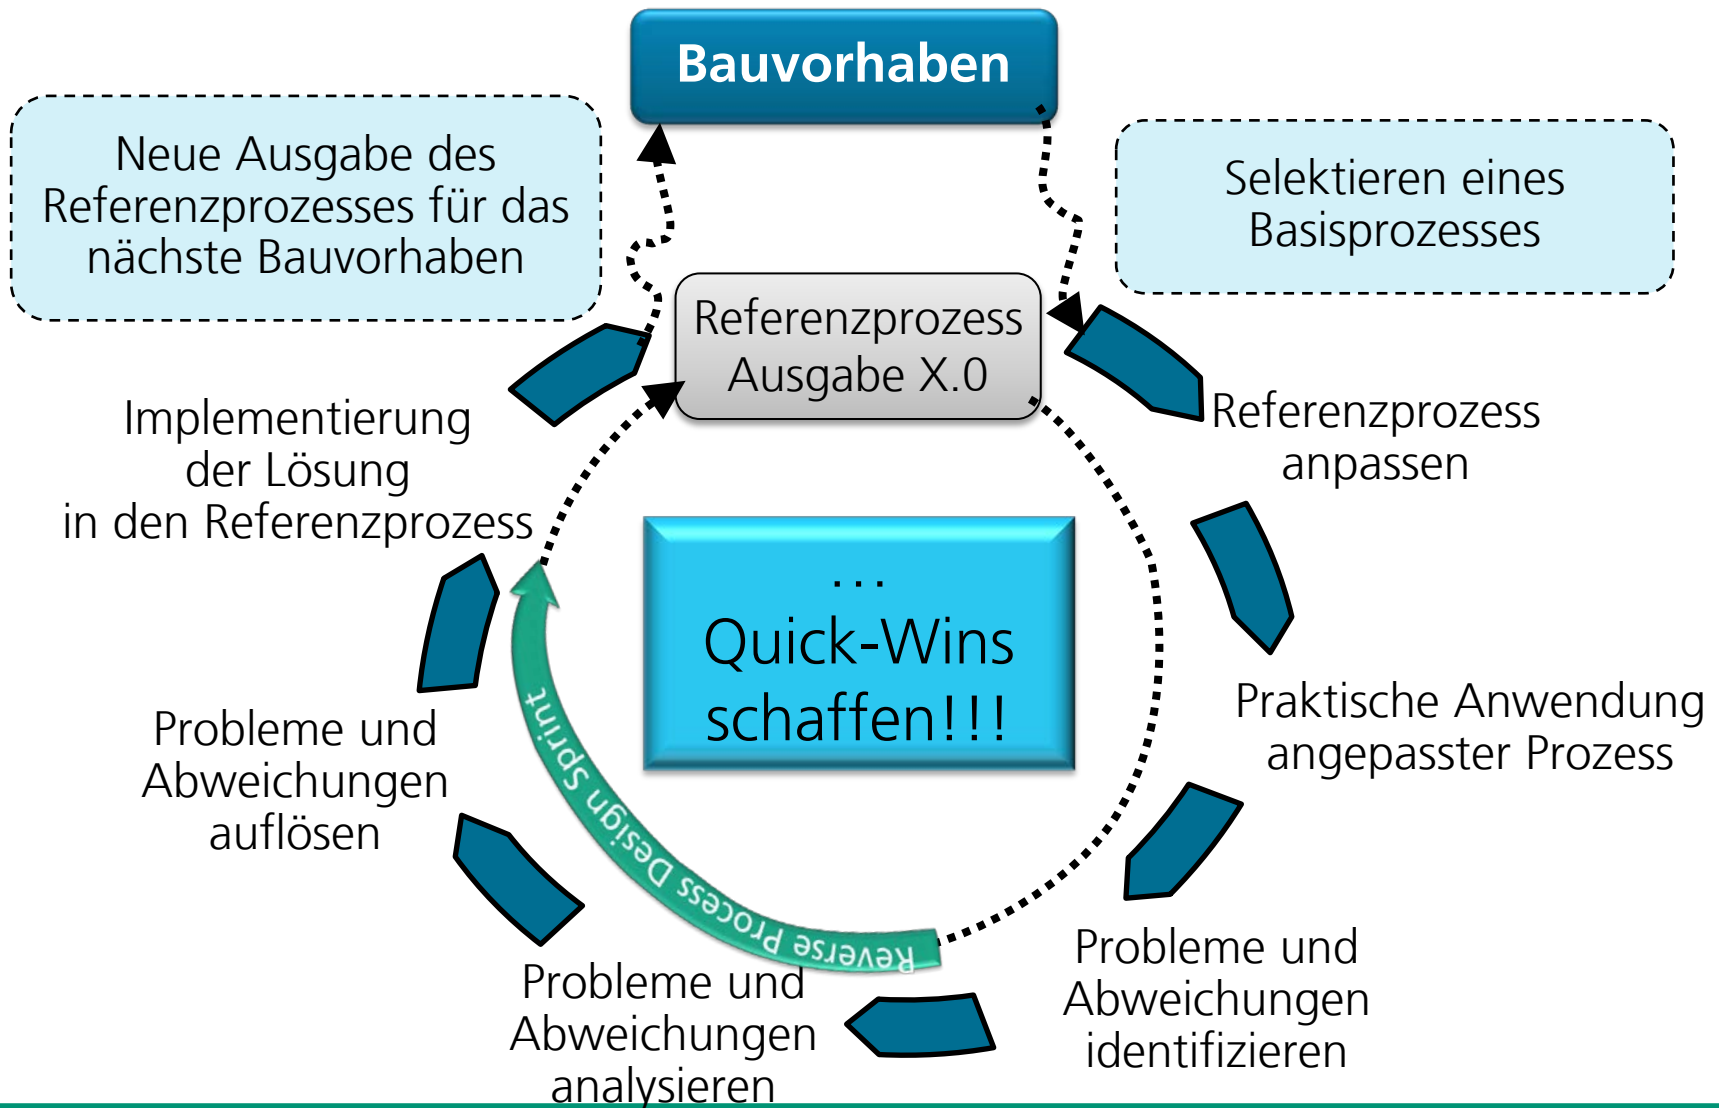 Bauvorhaben
Neue Ausgabe des
Referenzprozesses für das
nächste Bauvorhaben
Selektieren eines
Basisprozesses
Referenzprozess
Ausgabe X.0
Referenzprozess
anpassen
Implementierung
der Lösung
in den Referenzprozess
...
Quick-Wins
schaffen!!!
Praktische Anwendung
angepasster Prozess
Probleme und
Abweichungen
auflösen
Reverse Process Design Sprint
Probleme und
Abweichungen
identifizieren
Probleme und
Abweichungen
analysieren